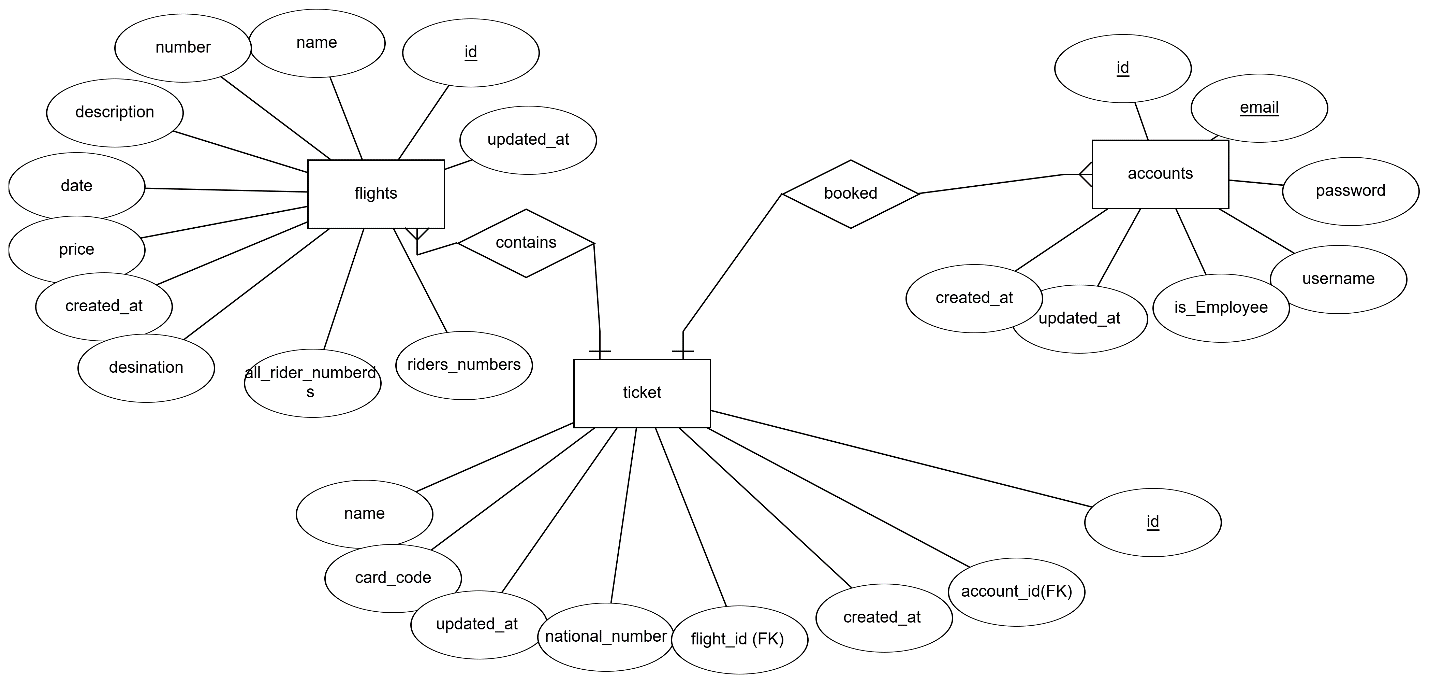 number
name
id
description
updated_at
date
flights
price
contains
created_at
desination
all_rider_numberd
s
riders_numbers
booked
id
email
accounts
password
username
created_at
updated_at
is_Employee
ticket
name
card_code
updated_at
national_number
flight_id (FK)
created_at
account_id(FK)
id